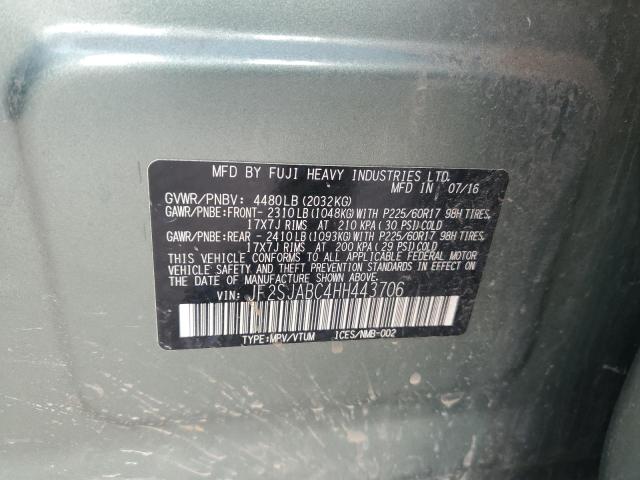 MFD BY FUJI HEAVY INDUSTRIES LTD.
MFD IN 07/16
GVWR/PNBV: 4480LB (2032KG)
GAWR/PNBE:FRONT- 2310LB (1048KG) WITH P225/60R17 98H TIRES,
17X7J RIMS AT 210 KPA (30 PSI) COLD
GAWR/PNBE:REAR - 2410LB (1093KG) WITH P225/60R17 98H TIRES,
17X7J RIMS AT 200 KPA (29 PSI) COLD
THIS VEHICLE CONFORMS TO ALL APPLICABLE FEDERAL MOTOR
VEHICLE SAFETY, BUMPER, AND THEFT PREVENTION
STANDARDS IN EFFECT ON THE
DATE OF MANUFACTURE SHOWN ABOVE.
VIN: JF2SJABC4HH443706
TYPE:MPV/VTUM ICES/NMB-002